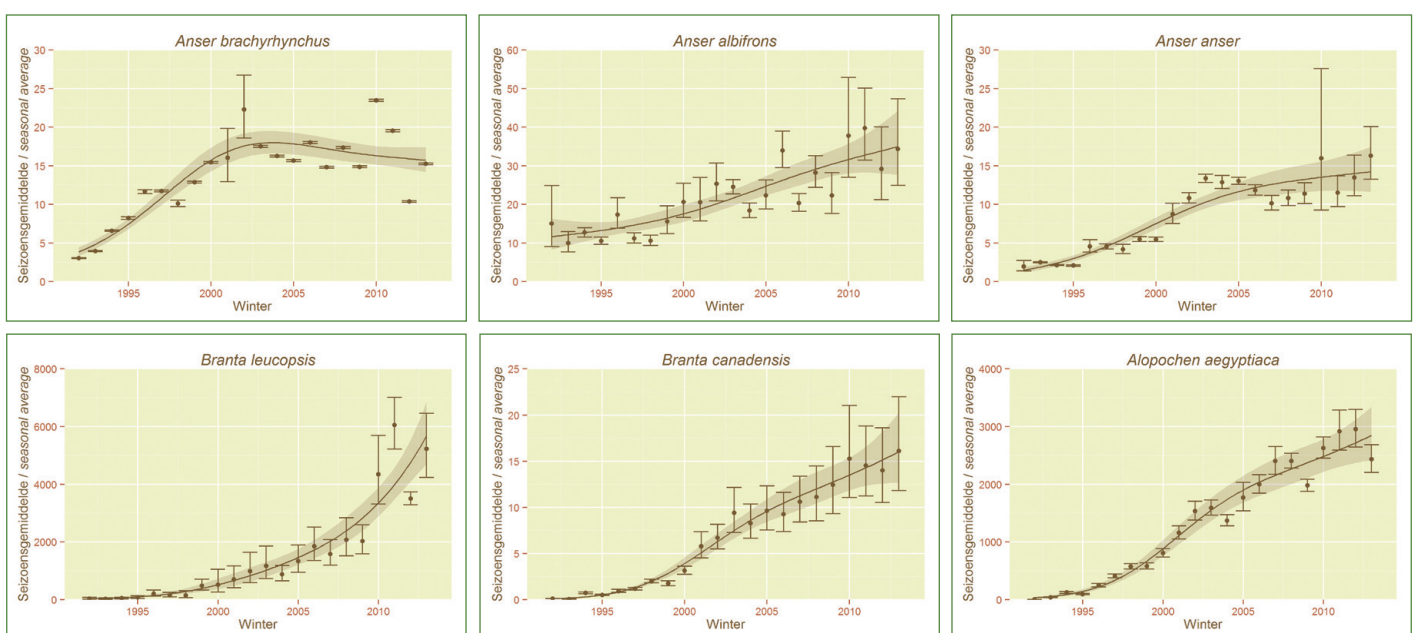 Anser brachyrhynchus
Seizoensgemiddelde / seasonal average
30
25
20
15
10
5
0
1995 2000 2005 2010
Winter
Anser albifrons
Seizoensgemiddelde / seasonal average
60
50
40
30
20
10
0
1995 2000 2005 2010
Winter
Anser anser
Seizoensgemiddelde / seasonal average
30
25
20
15
10
5
0
1995 2000 2005 2010
Winter
Branta leucopsis
Seizoensgemiddelde / seasonal average
8000
6000
4000
2000
0
1995 2000 2005 2010
Winter
Branta canadensis
Seizoensgemiddelde / seasonal average
25
20
15
10
5
0
1995 2000 2005 2010
Winter
Alopochen aegyptiaca
Seizoensgemiddelde / seasonal average
4000
3000
2000
1000
0
1995 2000 2005 2010
Winter